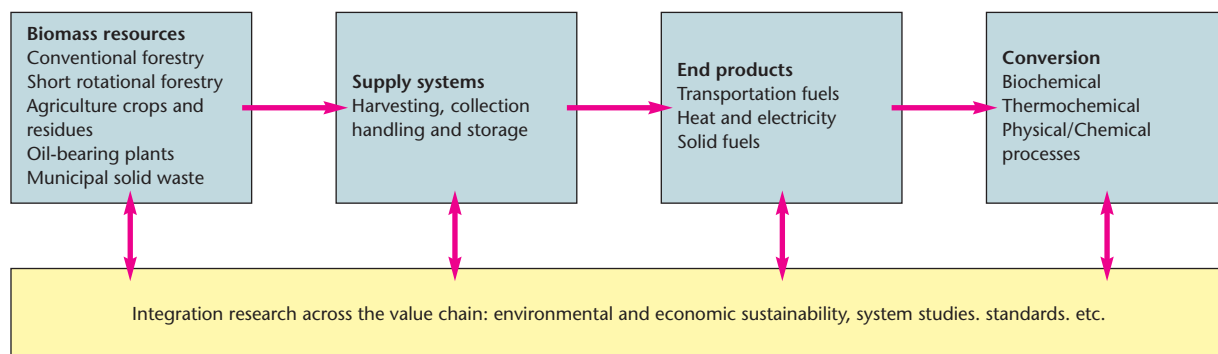 Biomass resources
Conventional forestry
Short rotational forestry
Agriculture crops and
residues
Oil-bearing plants
Municipal solid waste
Supply systems
Harvesting, collection
handling and storage
End products
Transportation fuels
Heat and electricity
Solid fuels
Conversion
Biochemical
Thermochemical
Physical/Chemical
processes
Integration research across the value chain: environmental and economic sustainability, system studies. standards. etc.